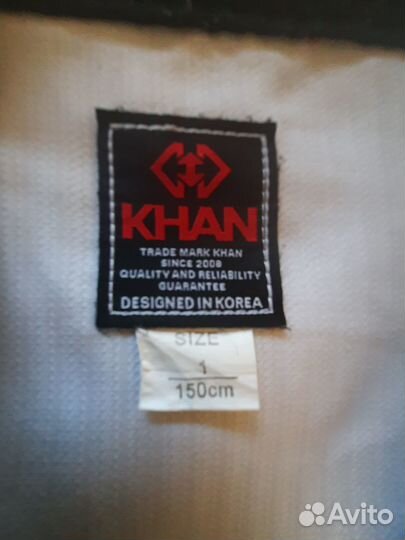 KHAN
TRADE MARK KHAN
SINCE 2008
QUALITY AND RELIABILITY
GUARANTEE
DESIGNED IN KOREA
SIZE
1
150cm
Avito